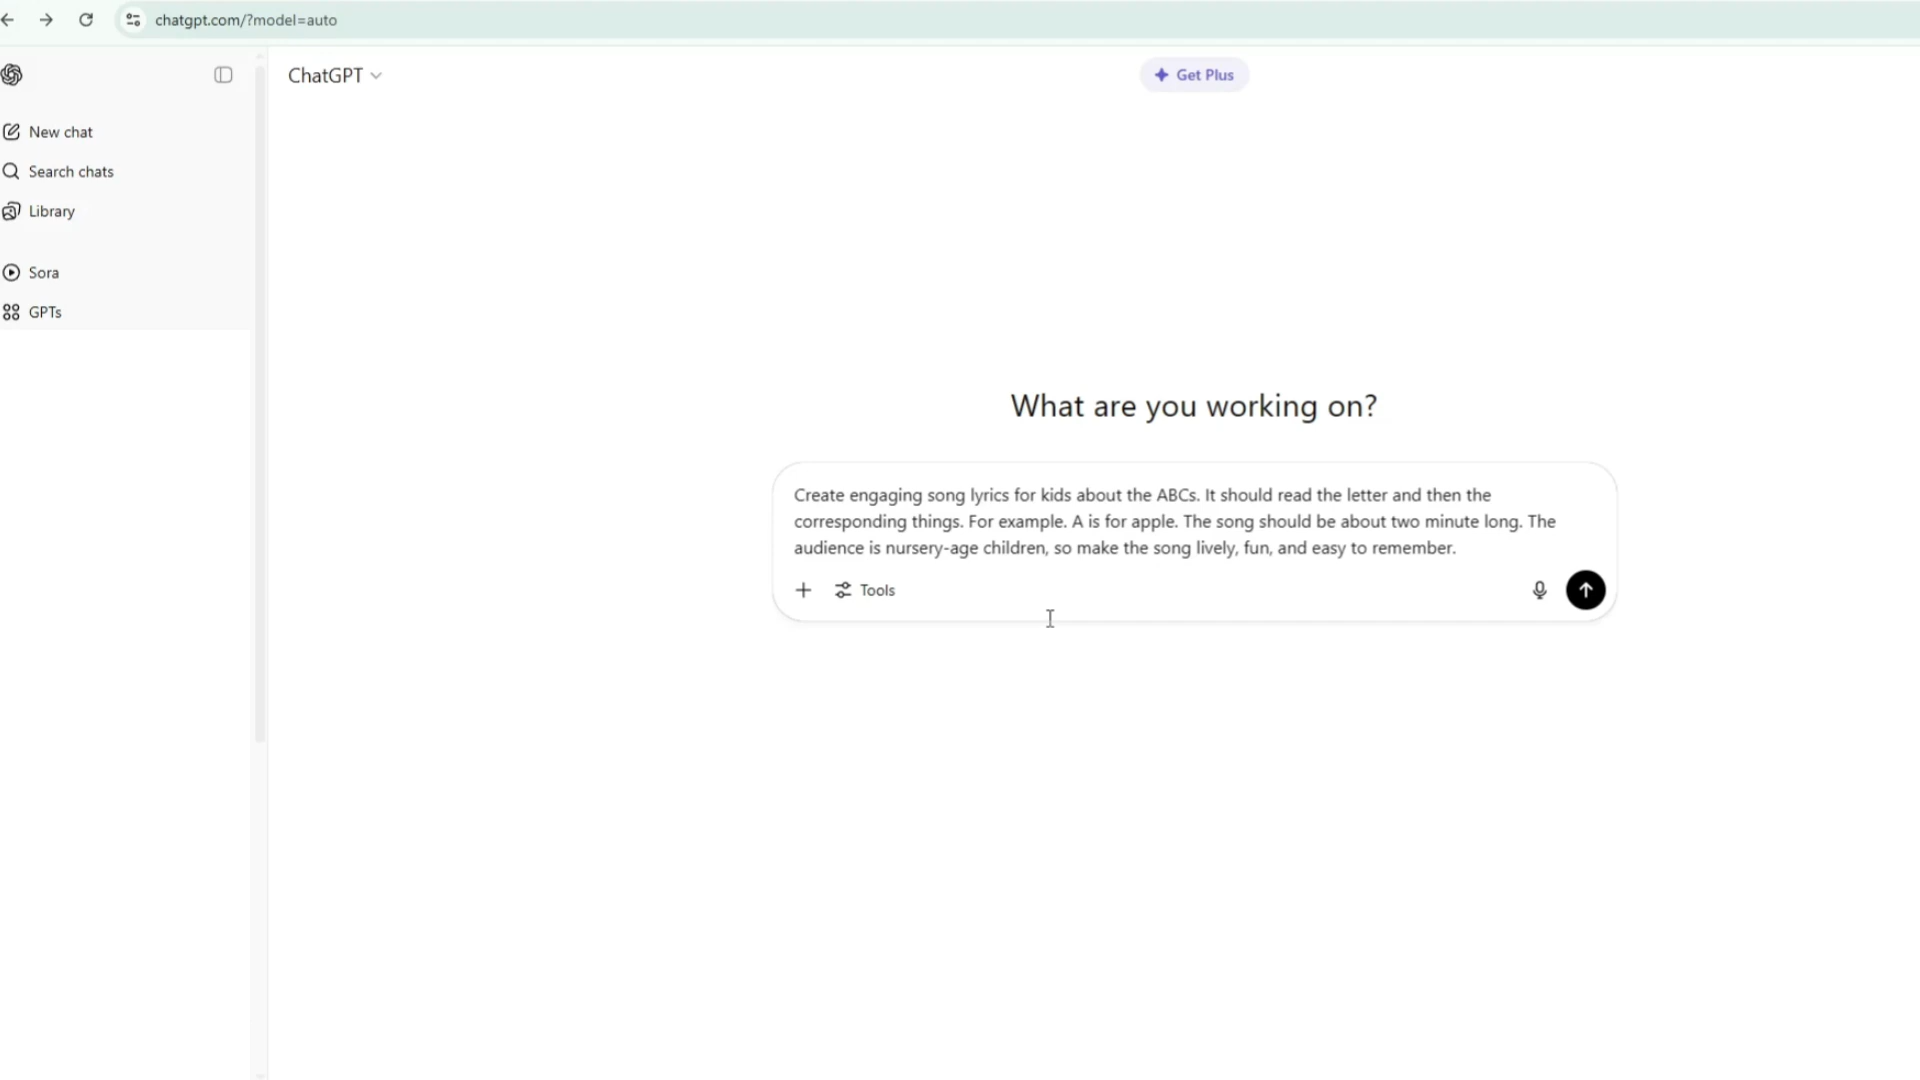 chatgpt.com/?model=auto
ChatGPT
Get Plus
New chat
Search chats
Library
Sora
GPTs
What are you working on?
Create engaging song lyrics for kids about the ABCs. It should read the letter and then the
corresponding things. For example. A is for apple. The song should be about two minute long. The
audience is nursery-age children, so make the song lively, fun, and easy to remember.
Tools